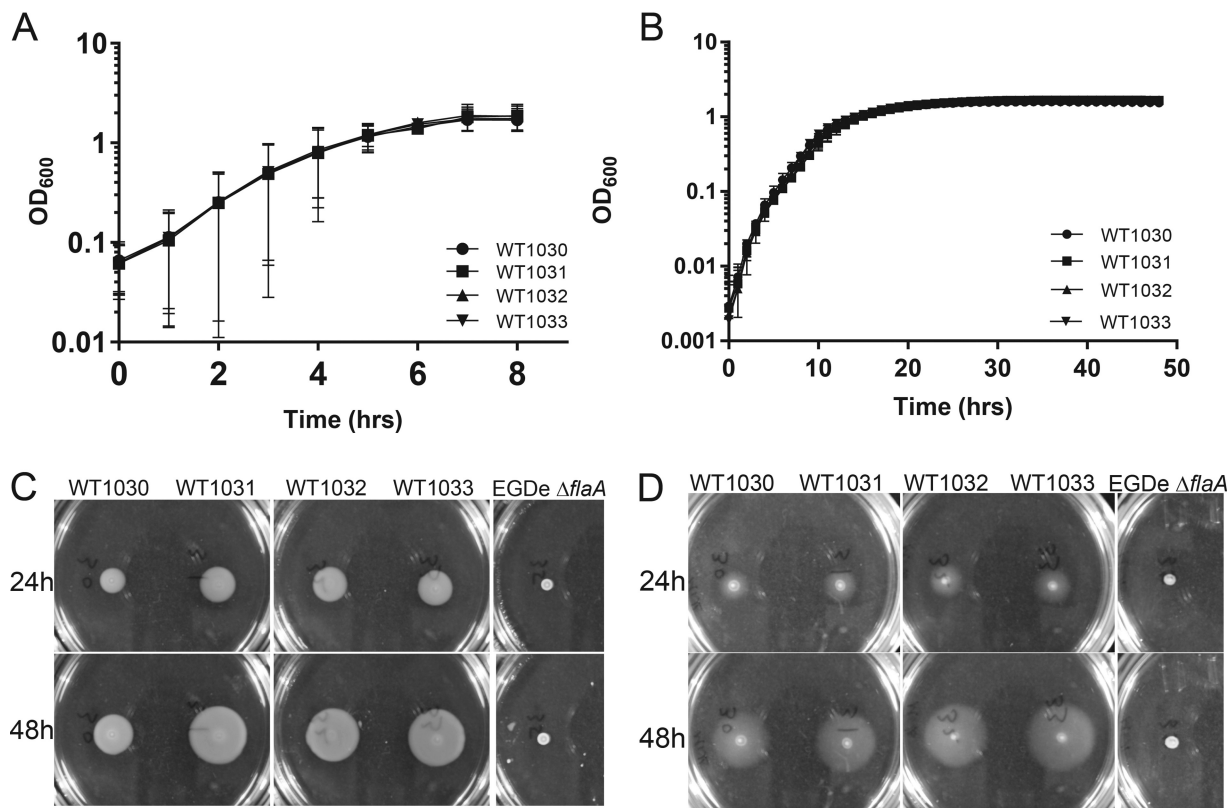 A
B
10
1
0.1
0.01
OD600
0 2 4 6 8
Time (hrs)
WT1030
WT1031
WT1032
WT1033
10
1
0.1
0.01
0.001
OD600
0 10 20 30 40 50
Time (hrs)
WT1030
WT1031
WT1032
WT1033
C
WT1030 WT1031 WT1032 WT1033 EGDe ΔflaA
24h
48h
D
WT1030 WT1031 WT1032 WT1033 EGDe ΔflaA
24h
48h